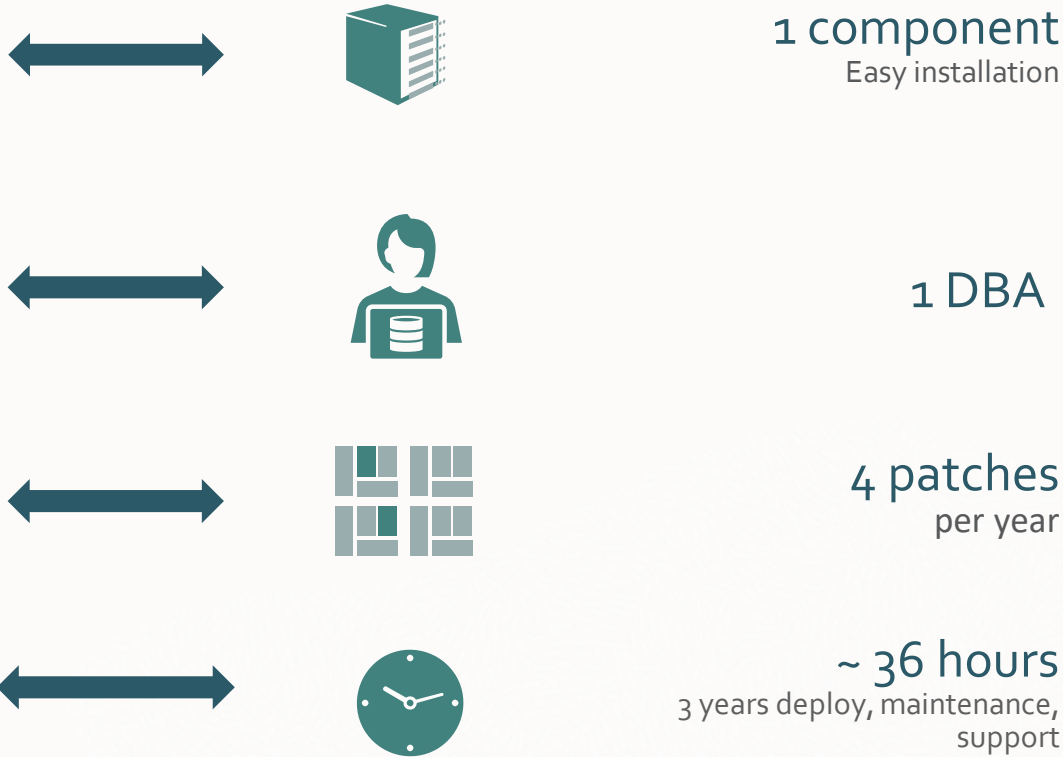 1 component
Easy installation
1 DBA
4 patches
per year
~ 36 hours
3 years deploy, maintenance,
support